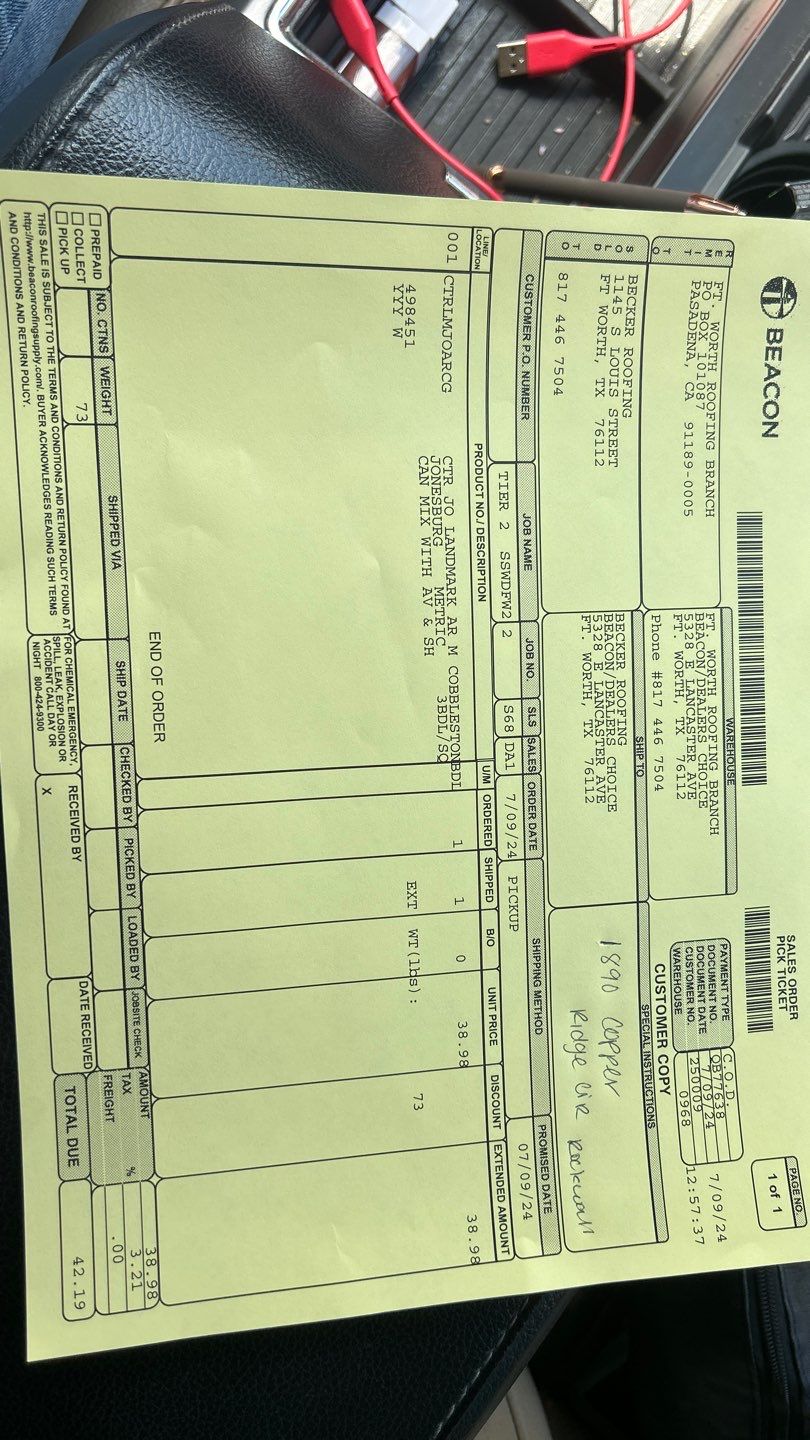 BEACON
SALES ORDER
PICK TICKET
PAGE NO.
1 of 1
REMIT TO
FT. WORTH ROOFING BRANCH
PO BOX 101087
PASADENA, CA 91189-0005
WAREHOUSE
FT WORTH ROOFING BRANCH
BEACON/DEALERS CHOICE
5328 E LANCASTER AVE
FT. WORTH, TX 76112
Phone #817 446 7504
PAYMENT TYPE C.O.D.
DOCUMENT NO. QB77638 7/09/24
DOCUMENT DATE 7/09/24 12:57:37
CUSTOMER NO. 250009
WAREHOUSE 0968
CUSTOMER COPY
SOLD TO
BECKER ROOFING
1145 S LOUIS STREET
FT WORTH, TX 76112
817 446 7504
SHIP TO
BECKER ROOFING
BEACON/DEALERS CHOICE
5328 E LANCASTER AVE
FT. WORTH, TX 76112
SPECIAL INSTRUCTIONS
1890 Copper
Ridge Cir Rockwall
CUSTOMER P.O. NUMBER JOB NAME JOB NO. SLS SALES ORDER DATE SHIPPING METHOD PROMISED DATE
TIER 2 SSWDFW2 2 S68 DA1 7/09/24 PICKUP 07/09/24
LINE/LOCATION PRODUCT NO./ DESCRIPTION U/M ORDERED SHIPPED B/O UNIT PRICE DISCOUNT EXTENDED AMOUNT
001 CTRLMJOARCG CTR JO LANDMARK AR M COBBLESTONBDL 1 1 0 38.98 38.98
JONESBURG METRIC 3BDL/SQ
498451 CAN MIX WITH AV & SH
YYY W EXT WT(lbs): 73
END OF ORDER
PREPAID
COLLECT
PICK UP
NO. CTNS WEIGHT SHIPPED VIA SHIP DATE CHECKED BY PICKED BY LOADED BY JOBSITE CHECK
73
AMOUNT 38.98
TAX % 3.21
FREIGHT .00
THIS SALE IS SUBJECT TO THE TERMS AND CONDITIONS AND RETURN POLICY FOUND AT
http://www.beaconroofingsupply.com/. BUYER ACKNOWLEDGES READING SUCH TERMS
AND CONDITIONS AND RETURN POLICY.
FOR CHEMICAL EMERGENCY,
SPILL, LEAK, EXPLOSION OR
ACCIDENT CALL DAY OR
NIGHT 800-424-9300
RECEIVED BY
X
DATE RECEIVED
TOTAL DUE 42.19